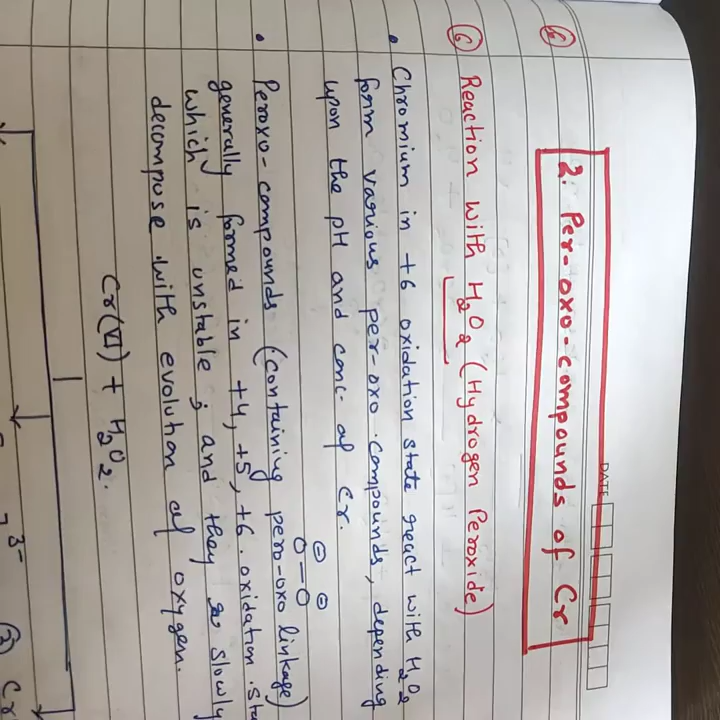 DATE
2. Per-oxo-compounds of Cr
6 Reaction with H2O2 (Hydrogen Peroxide)
• Chromium in +6 oxidation state react with H2O2
form various per-oxo-compounds, depending
upon the pH and conc. of Cr.
⊖ ⊖
O—O
• Peroxo-compounds (containing pero-oxo linkage)
generally formed in +4, +5, +6 . oxidation . sta
which is unstable ; and they slowly
decompose with evolution of oxygen.
Cr(VI) + H2O2.
3-
② Cr